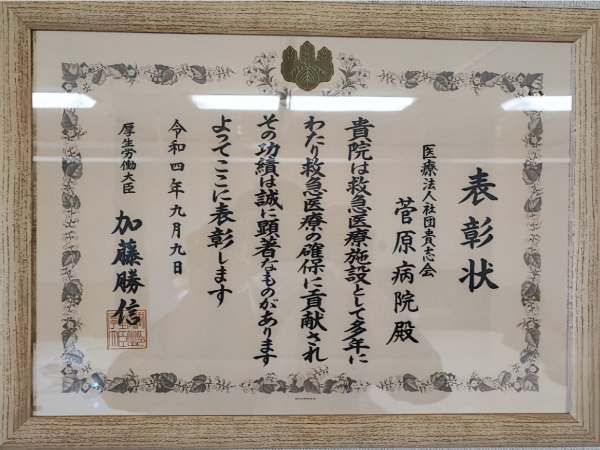 表彰状
医療法人社団貴志会
菅原病院殿
貴院は救急医療施設として多年に
わたり救急医療の確保に貢献され
その功績は誠に顕著なものがあります
よってここに表彰します
令和四年九月九日
厚生労働大臣 加藤勝信